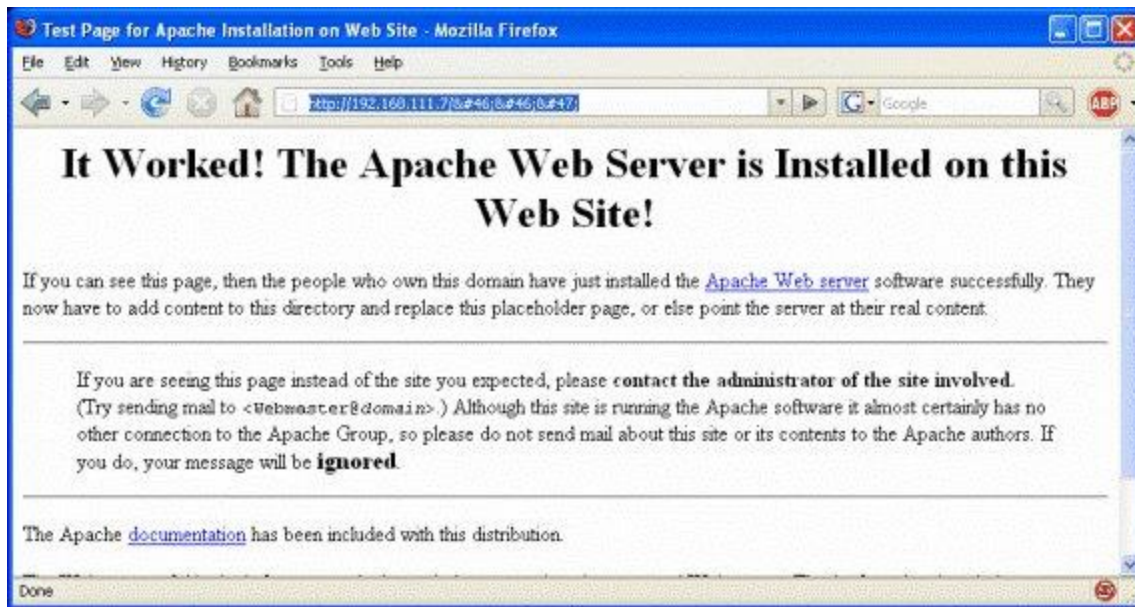 Test Page for Apache Installation on Web Site - Mozilla Firefox
File Edit View History Bookmarks Tools Help
http://192.168.111.7/&#46;&#46;&#47; Google ABP
It Worked! The Apache Web Server is Installed on this
Web Site!
If you can see this page, then the people who own this domain have just installed the Apache Web server software successfully. They
now have to add content to this directory and replace this placeholder page, or else point the server at their real content.
If you are seeing this page instead of the site you expected, please contact the administrator of the site involved.
(Try sending mail to <Webmaster@domain>.) Although this site is running the Apache software it almost certainly has no
other connection to the Apache Group, so please do not send mail about this site or its contents to the Apache authors. If
you do, your message will be ignored.
The Apache documentation has been included with this distribution.
Done